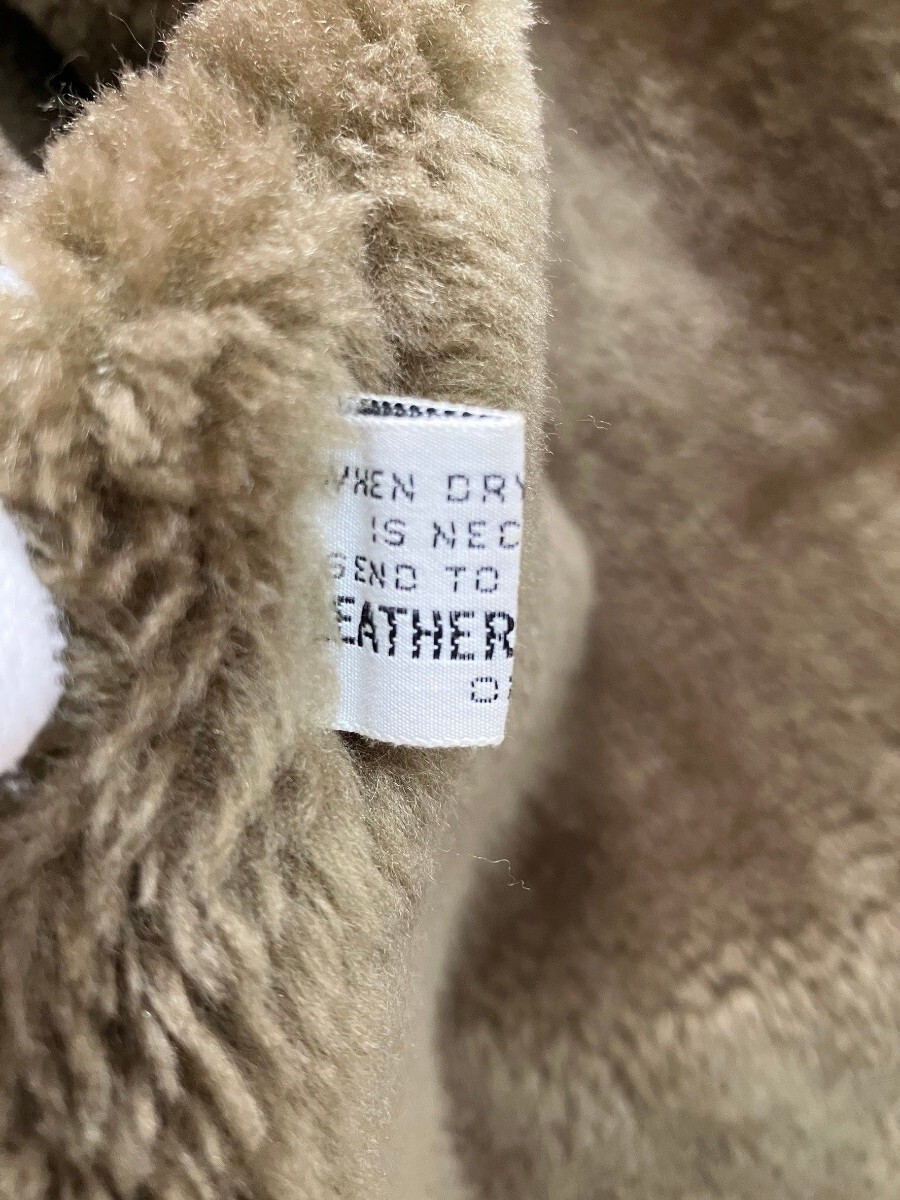 WHEN DRY
IS NEC
SEND TO
LEATHER
O